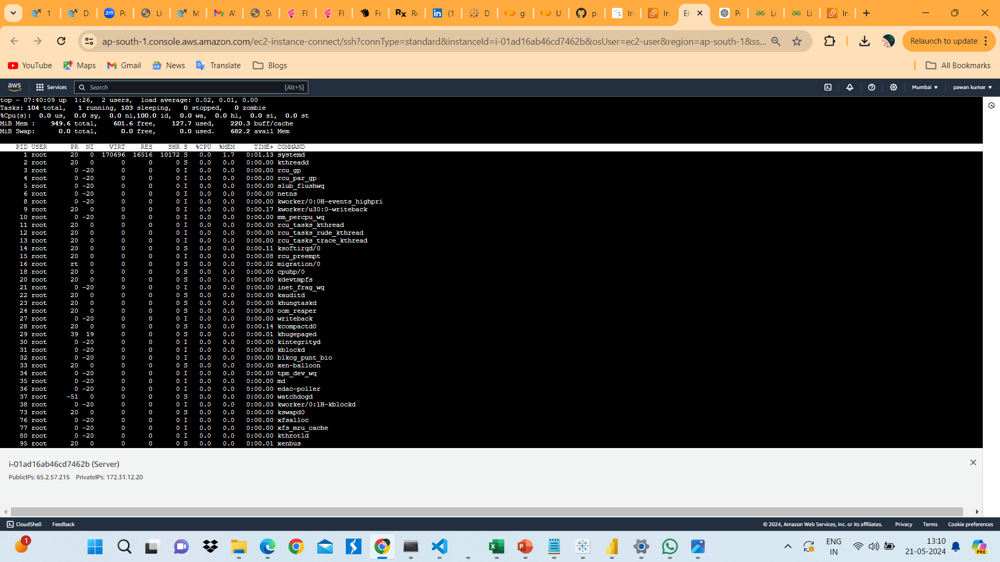 1
D
zm
Pc
Li
M
A\
Su
Fl
Fl
Fr
Rx
Re
in
(1
D
g
U
p
In
In
EC
Pc
Lc
Li
In
ap-south-1.console.aws.amazon.com/ec2-instance-connect/ssh?connType=standard&instanceId=i-01ad16ab46cd7462b&osUser=ec2-user&region=ap-south-1&ss...
Relaunch to update
YouTube
Maps
Gmail
News
Translate
Blogs
All Bookmarks
aws
Services
Search
[Alt+S]
Mumbai
pawan kumar
top - 07:40:09 up  1:26,  2 users,  load average: 0.02, 0.01, 0.00
Tasks: 104 total,   1 running, 103 sleeping,   0 stopped,   0 zombie
%Cpu(s):  0.0 us,  0.0 sy,  0.0 ni,100.0 id,  0.0 wa,  0.0 hi,  0.0 si,  0.0 st
MiB Mem :    949.6 total,    601.6 free,    127.7 used,    220.3 buff/cache
MiB Swap:      0.0 total,      0.0 free,      0.0 used.    682.2 avail Mem
PID USER PR NI VIRT RES SHR S %CPU %MEM TIME+ COMMAND
1 root 20 0 170696 16516 10172 S 0.0 1.7 0:01.13 systemd
2 root 20 0 0 0 0 S 0.0 0.0 0:00.00 kthreadd
3 root 0 -20 0 0 0 I 0.0 0.0 0:00.00 rcu_gp
4 root 0 -20 0 0 0 I 0.0 0.0 0:00.00 rcu_par_gp
5 root 0 -20 0 0 0 I 0.0 0.0 0:00.00 slub_flushwq
6 root 0 -20 0 0 0 I 0.0 0.0 0:00.00 netns
8 root 0 -20 0 0 0 I 0.0 0.0 0:00.00 kworker/0:0H-events_highpri
9 root 20 0 0 0 0 I 0.0 0.0 0:00.17 kworker/u30:0-writeback
10 root 0 -20 0 0 0 I 0.0 0.0 0:00.00 mm_percpu_wq
11 root 20 0 0 0 0 I 0.0 0.0 0:00.00 rcu_tasks_kthread
12 root 20 0 0 0 0 I 0.0 0.0 0:00.00 rcu_tasks_rude_kthread
13 root 20 0 0 0 0 I 0.0 0.0 0:00.00 rcu_tasks_trace_kthread
14 root 20 0 0 0 0 S 0.0 0.0 0:00.11 ksoftirqd/0
15 root 20 0 0 0 0 I 0.0 0.0 0:00.08 rcu_preempt
16 root rt 0 0 0 0 S 0.0 0.0 0:00.02 migration/0
18 root 20 0 0 0 0 S 0.0 0.0 0:00.00 cpuhp/0
20 root 20 0 0 0 0 S 0.0 0.0 0:00.00 kdevtmpfs
21 root 0 -20 0 0 0 I 0.0 0.0 0:00.00 inet_frag_wq
22 root 20 0 0 0 0 S 0.0 0.0 0:00.00 kauditd
23 root 20 0 0 0 0 S 0.0 0.0 0:00.00 khungtaskd
24 root 20 0 0 0 0 S 0.0 0.0 0:00.00 oom_reaper
27 root 0 -20 0 0 0 I 0.0 0.0 0:00.00 writeback
28 root 20 0 0 0 0 S 0.0 0.0 0:00.14 kcompactd0
29 root 39 19 0 0 0 S 0.0 0.0 0:00.01 khugepaged
30 root 0 -20 0 0 0 I 0.0 0.0 0:00.00 kintegrityd
31 root 0 -20 0 0 0 I 0.0 0.0 0:00.00 kblockd
32 root 0 -20 0 0 0 I 0.0 0.0 0:00.00 blkcg_punt_bio
33 root 20 0 0 0 0 S 0.0 0.0 0:00.00 xen-balloon
34 root 0 -20 0 0 0 I 0.0 0.0 0:00.00 tpm_dev_wq
35 root 0 -20 0 0 0 I 0.0 0.0 0:00.00 md
36 root 0 -20 0 0 0 I 0.0 0.0 0:00.00 edac-poller
37 root -51 0 0 0 0 S 0.0 0.0 0:00.00 watchdogd
38 root 0 -20 0 0 0 I 0.0 0.0 0:00.03 kworker/0:1H-kblockd
73 root 20 0 0 0 0 S 0.0 0.0 0:00.00 kswapd0
76 root 0 -20 0 0 0 I 0.0 0.0 0:00.00 xfsalloc
77 root 0 -20 0 0 0 I 0.0 0.0 0:00.00 xfs_mru_cache
80 root 0 -20 0 0 0 I 0.0 0.0 0:00.00 kthrotld
95 root 20 0 0 0 0 S 0.0 0.0 0:00.01 xenbus
i-01ad16ab46cd7462b (Server)
PublicIPs: 65.2.57.215 PrivateIPs: 172.31.12.20
CloudShell
Feedback
© 2024, Amazon Web Services, Inc. or its affiliates.
Privacy
Terms
Cookie preferences
1
ENG
IN
13:10
21-05-2024
PRE